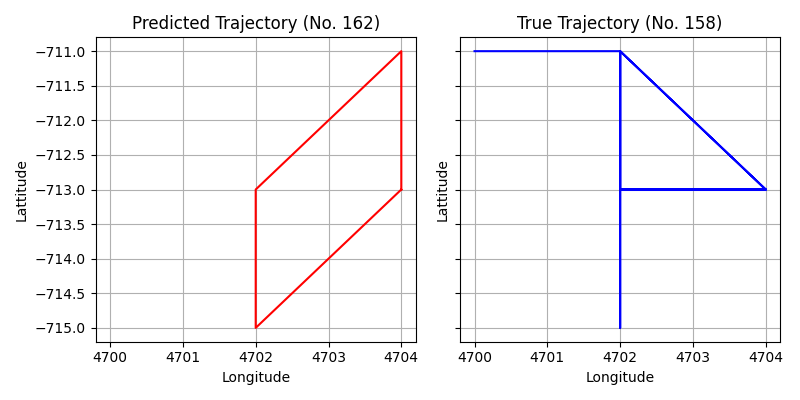 Predicted Trajectory (No. 162)
True Trajectory (No. 158)
−711.0
−711.5
−712.0
−712.5
−713.0
−713.5
−714.0
−714.5
−715.0
Lattitude
Lattitude
4700 4701 4702 4703 4704
4700 4701 4702 4703 4704
Longitude
Longitude